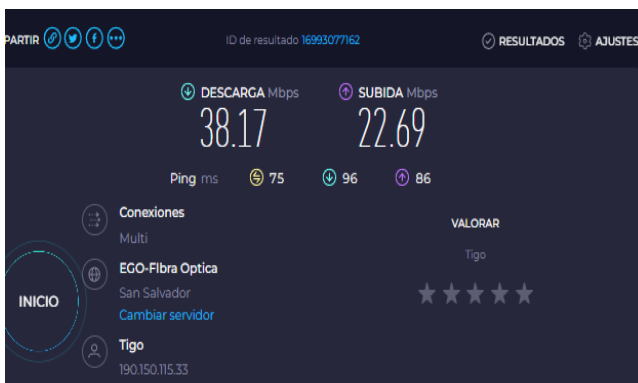 PARTIR
ID de resultado 16993077162
RESULTADOS
AJUSTES
DESCARGA Mbps
SUBIDA Mbps
38.17
22.69
Ping ms 75 96 86
Conexiones
Multi
EGO-FIbra Optica
San Salvador
Cambiar servidor
INICIO
Tigo
190.150.115.33
VALORAR
Tigo